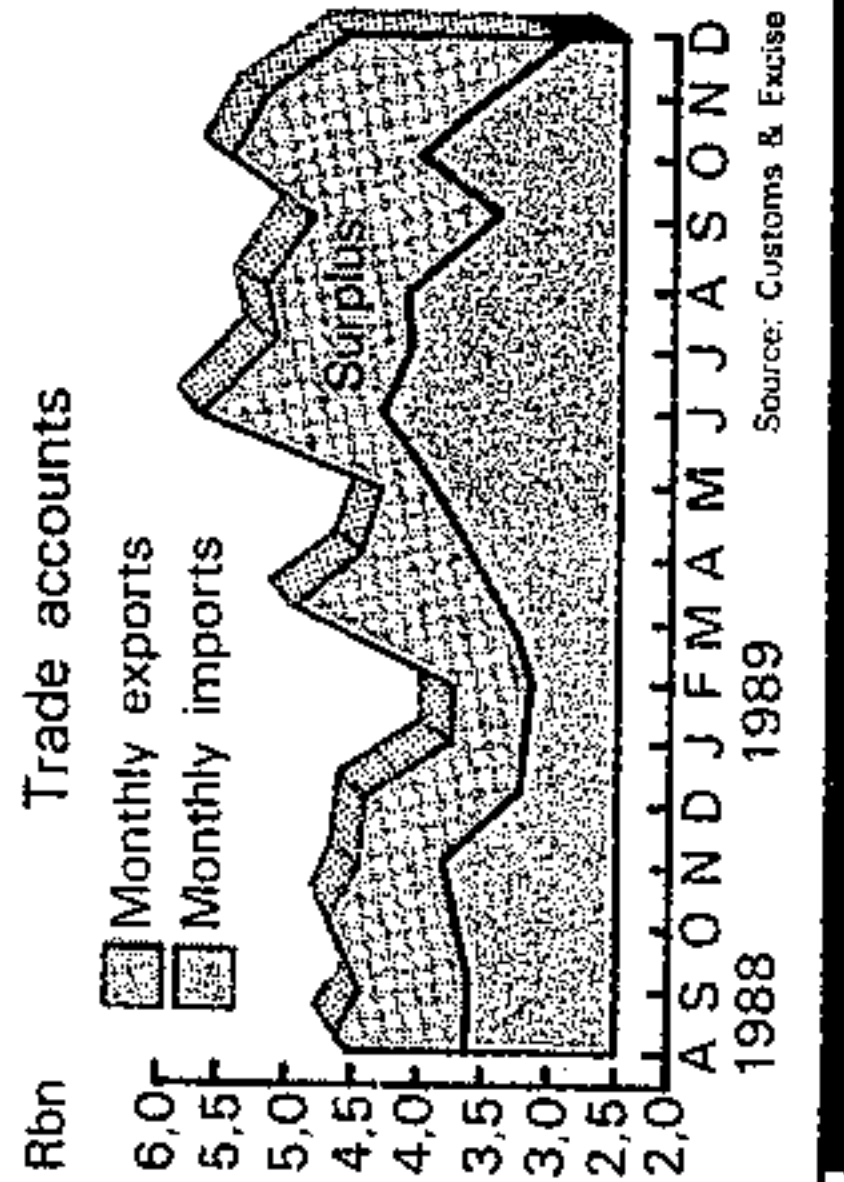 Trade accounts
Rbn
Monthly exports
Monthly imports
6,0
5,5
5,0
4,5
4,0
3,5
3,0
2,5
2,0
Surplus
A S O N D J F M A M J J A S O N D
1988 1989
Source: Customs & Excise